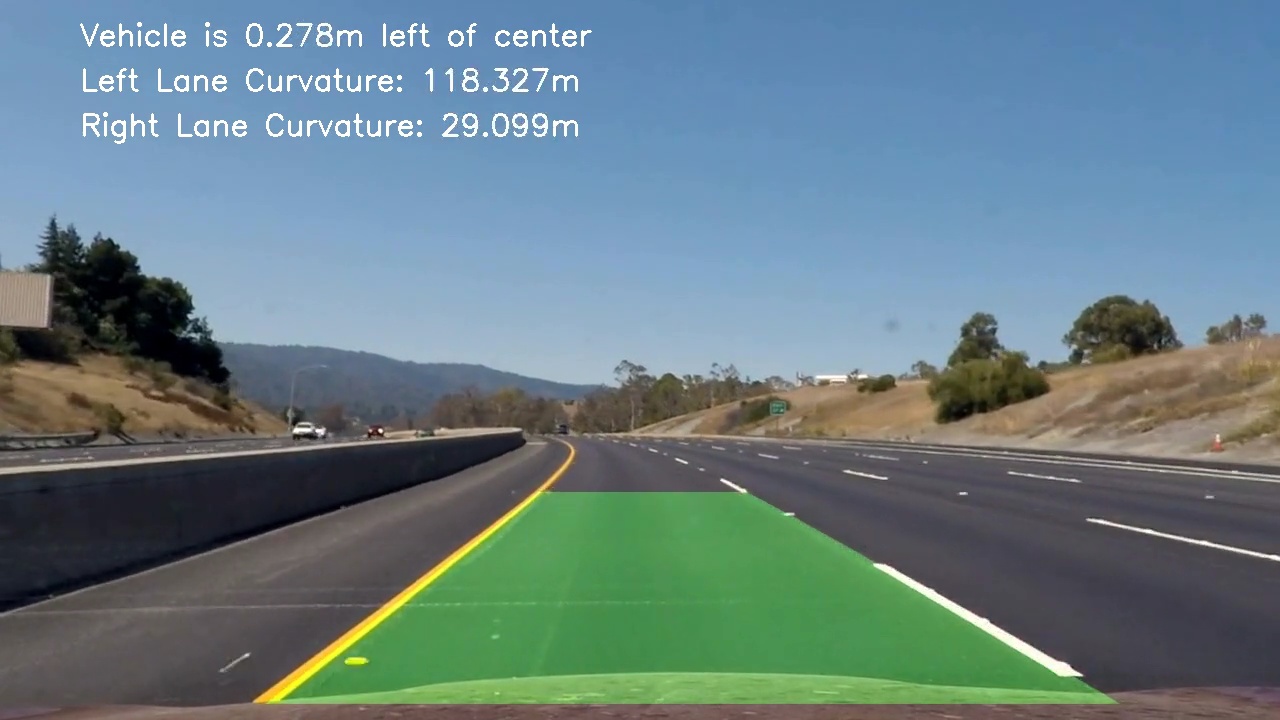 Vehicle is 0.278m left of center
Left Lane Curvature: 118.327m
Right Lane Curvature: 29.099m